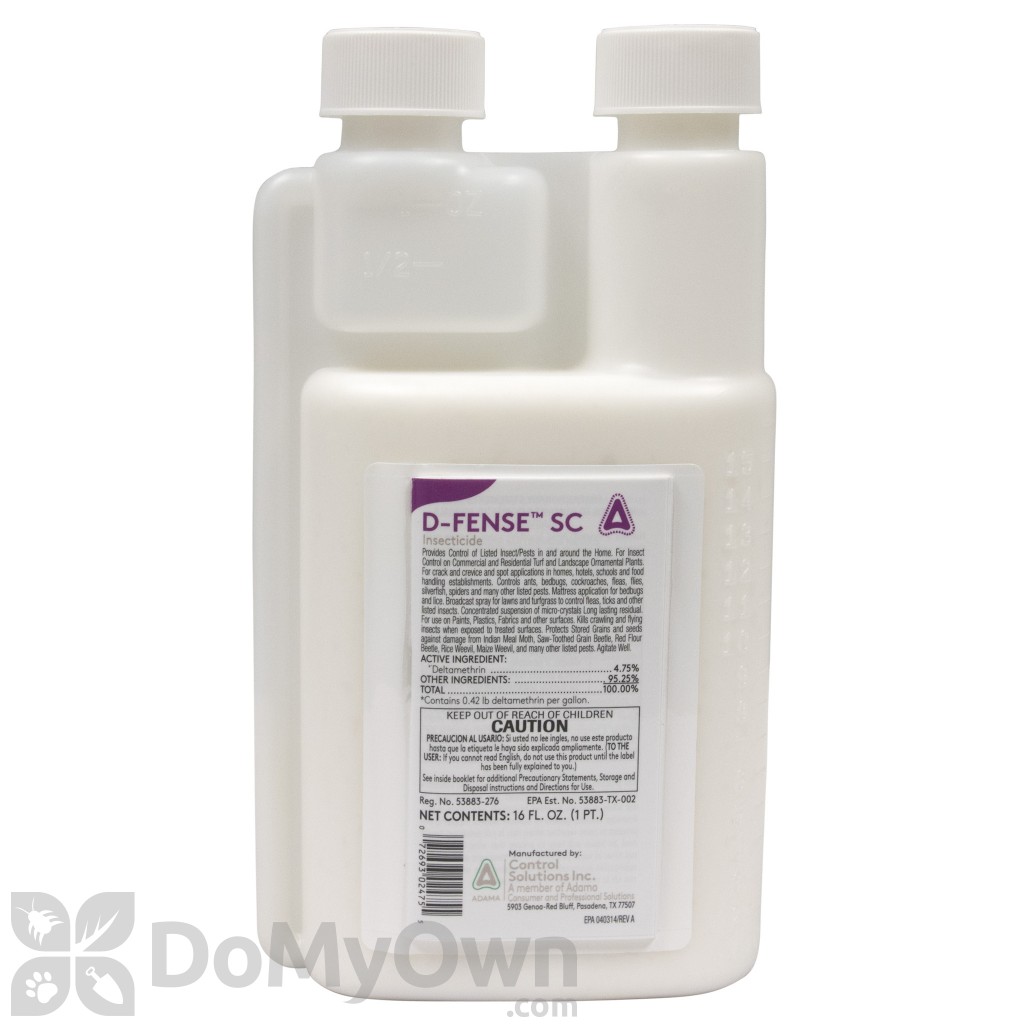 1/2
D-FENSE™ SC
Insecticide
Provides Control of Listed Insect/Pests in and around the Home. For Insect
Control on Commercial and Residential Turf and Landscape Ornamental Plants.
For crack and crevice and spot applications in homes, hotels, schools and food
handling establishments. Controls ants, bedbugs, cockroaches, fleas, flies,
silverfish, spiders and many other listed pests. Mattress application for bedbugs
and lice. Broadcast spray for lawns and turfgrass to control fleas, ticks and other
listed insects. Concentrated suspension of micro-crystals Long lasting residual.
For use on Paints, Plastics, Fabrics and other surfaces. Kills crawling and flying
insects when exposed to treated surfaces. Protects Stored Grains and seeds
against damage from Indian Meal Moth, Saw-Toothed Grain Beetle, Red Flour
Beetle, Rice Weevil, Maize Weevil, and many other listed pests. Agitate Well.
ACTIVE INGREDIENT:
*Deltamethrin .......................... 4.75%
OTHER INGREDIENTS: .................... 95.25%
TOTAL ................................ 100.00%
*Contains 0.42 lb deltamethrin per gallon.
KEEP OUT OF REACH OF CHILDREN
CAUTION
PRECAUCION AL USARIO: Si usted no lee ingles, no use este producto
hasta que la etiqueta le haya sido explicada ampliamente. (TO THE
USER: If you cannot read English, do not use this product until the label
has been fully explained to you.)
See inside booklet for additional Precautionary Statements, Storage and
Disposal instructions and Directions for Use.
Reg. No. 53883-276 EPA Est. No. 53883-TX-002
NET CONTENTS: 16 FL. OZ. (1 PT.)
0 72693 02475
Manufactured by:
ADAMA
Control
Solutions Inc.
A member of Adama
Consumer and Professional Solutions
5903 Genoa-Red Bluff, Pasadena, TX 77507
EPA 040314/REV A
DoMyOwn
.com